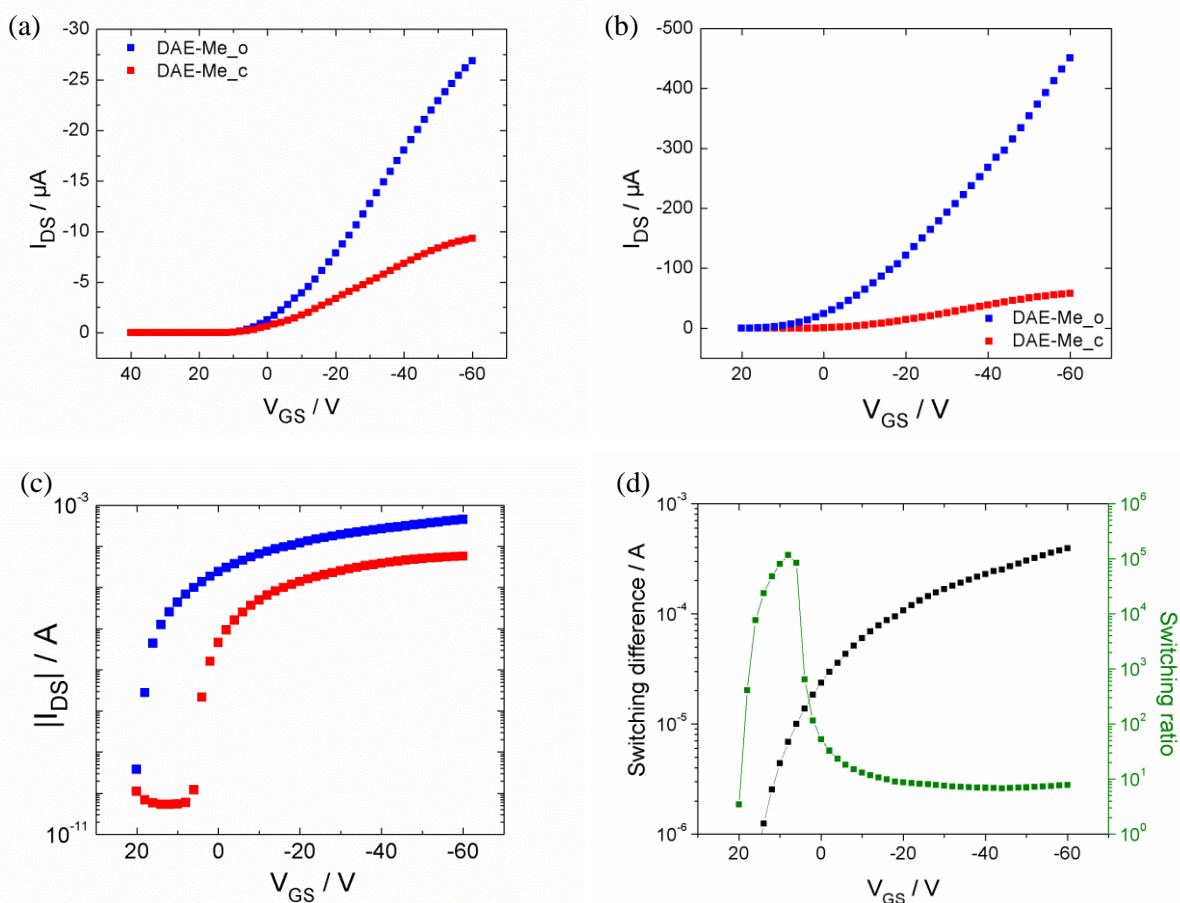 (a)
-30
-25
-20
-15
-10
-5
0
I_DS / µA
DAE-Me_o
DAE-Me_c
40 20 0 -20 -40 -60
V_GS / V
(b)
-500
-400
-300
-200
-100
0
I_DS / µA
DAE-Me_o
DAE-Me_c
20 0 -20 -40 -60
V_GS / V
(c)
10^-3
10^-11
|I_DS| / A
20 0 -20 -40 -60
V_GS / V
(d)
10^-3
10^-4
10^-5
10^-6
Switching difference / A
10^6
10^5
10^4
10^3
10^2
10^1
10^0
Switching ratio
20 0 -20 -40 -60
V_GS / V